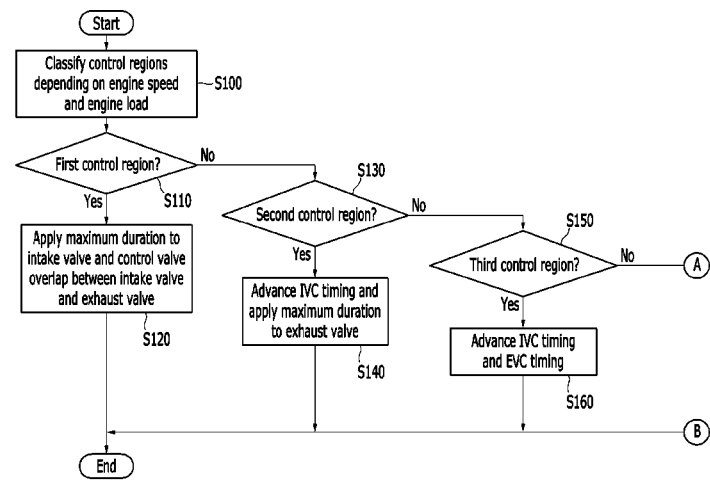 Start
Classify control regions
depending on engine speed
and engine load
S100
First control region?
No
S110
Yes
Apply maximum duration to
intake valve and control valve
overlap between intake valve
and exhaust valve
S120
Second control region?
S130
No
Yes
Advance IVC timing and
apply maximum duration
to exhaust valve
S140
Third control region?
S150
No
A
Yes
Advance IVC timing
and EVC timing
S160
B
End